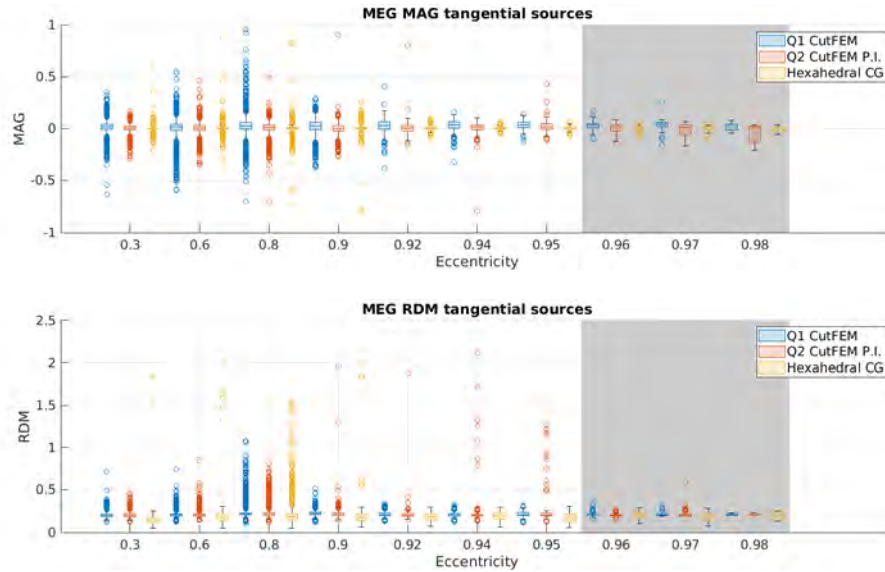 MEG MAG tangential sources
1
0.5
0
-0.5
-1
MAG
Q1 CutFEM
Q2 CutFEM P.I.
Hexahedral CG
0.3 0.6 0.8 0.9 0.92 0.94 0.95 0.96 0.97 0.98
Eccentricity
MEG RDM tangential sources
2.5
2
1.5
1
0.5
0
RDM
Q1 CutFEM
Q2 CutFEM P.I.
Hexahedral CG
0.3 0.6 0.8 0.9 0.92 0.94 0.95 0.96 0.97 0.98
Eccentricity